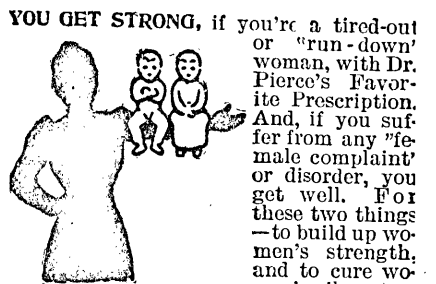 YOU GET STRONG, if you're a tired-out
or "run-down"
woman, with Dr.
Pierce's Favor-
ite Prescription.
And, if you suf-
fer from any "fe-
male complaint"
or disorder, you
get well. For
these two things
—to build up wo-
men's strength,
and to cure wo-